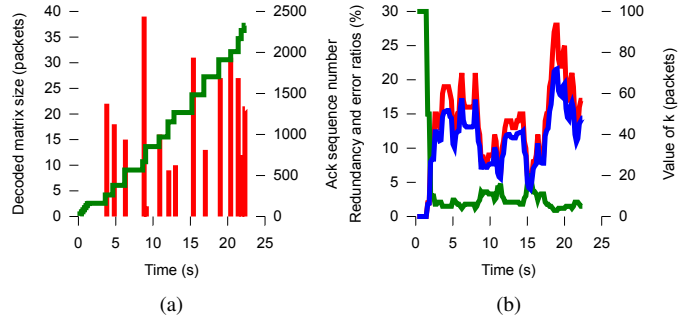 Decoded matrix size (packets)
40
35
30
25
20
15
10
5
0
2500
2000
1500
1000
500
0
Ack sequence number
0 5 10 15 20 25
Time (s)
(a)
Redundancy and error ratios (%)
30
25
20
15
10
5
0
100
80
60
40
20
0
Value of k (packets)
0 5 10 15 20 25
Time (s)
(b)